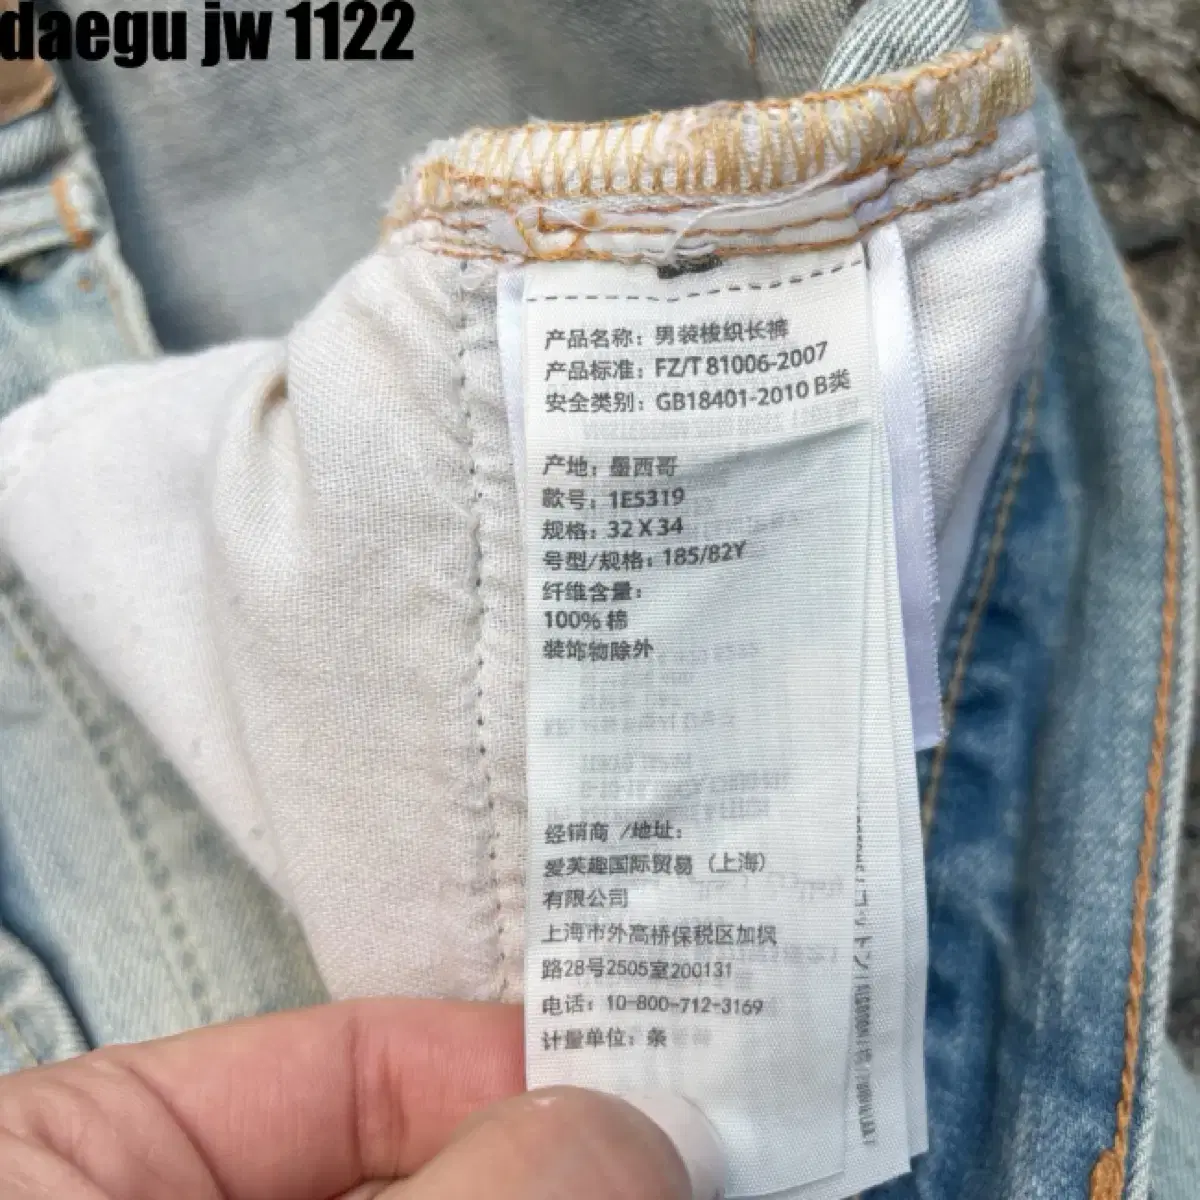 daegu jw 1122
产品名称：男装梭织长裤
产品标准：FZ/T 81006-2007
安全类别：GB18401-2010 B类
产地：墨西哥
款号：1E5319
规格：32 X 34
号型/规格：185/82Y
纤维含量：
100% 棉
装饰物除外
经销商 /地址：
爱芙趣国际贸易（上海）
有限公司
上海市外高桥保税区加枫
路28号2505室200131
电话：10-800-712-3169
计量单位：条